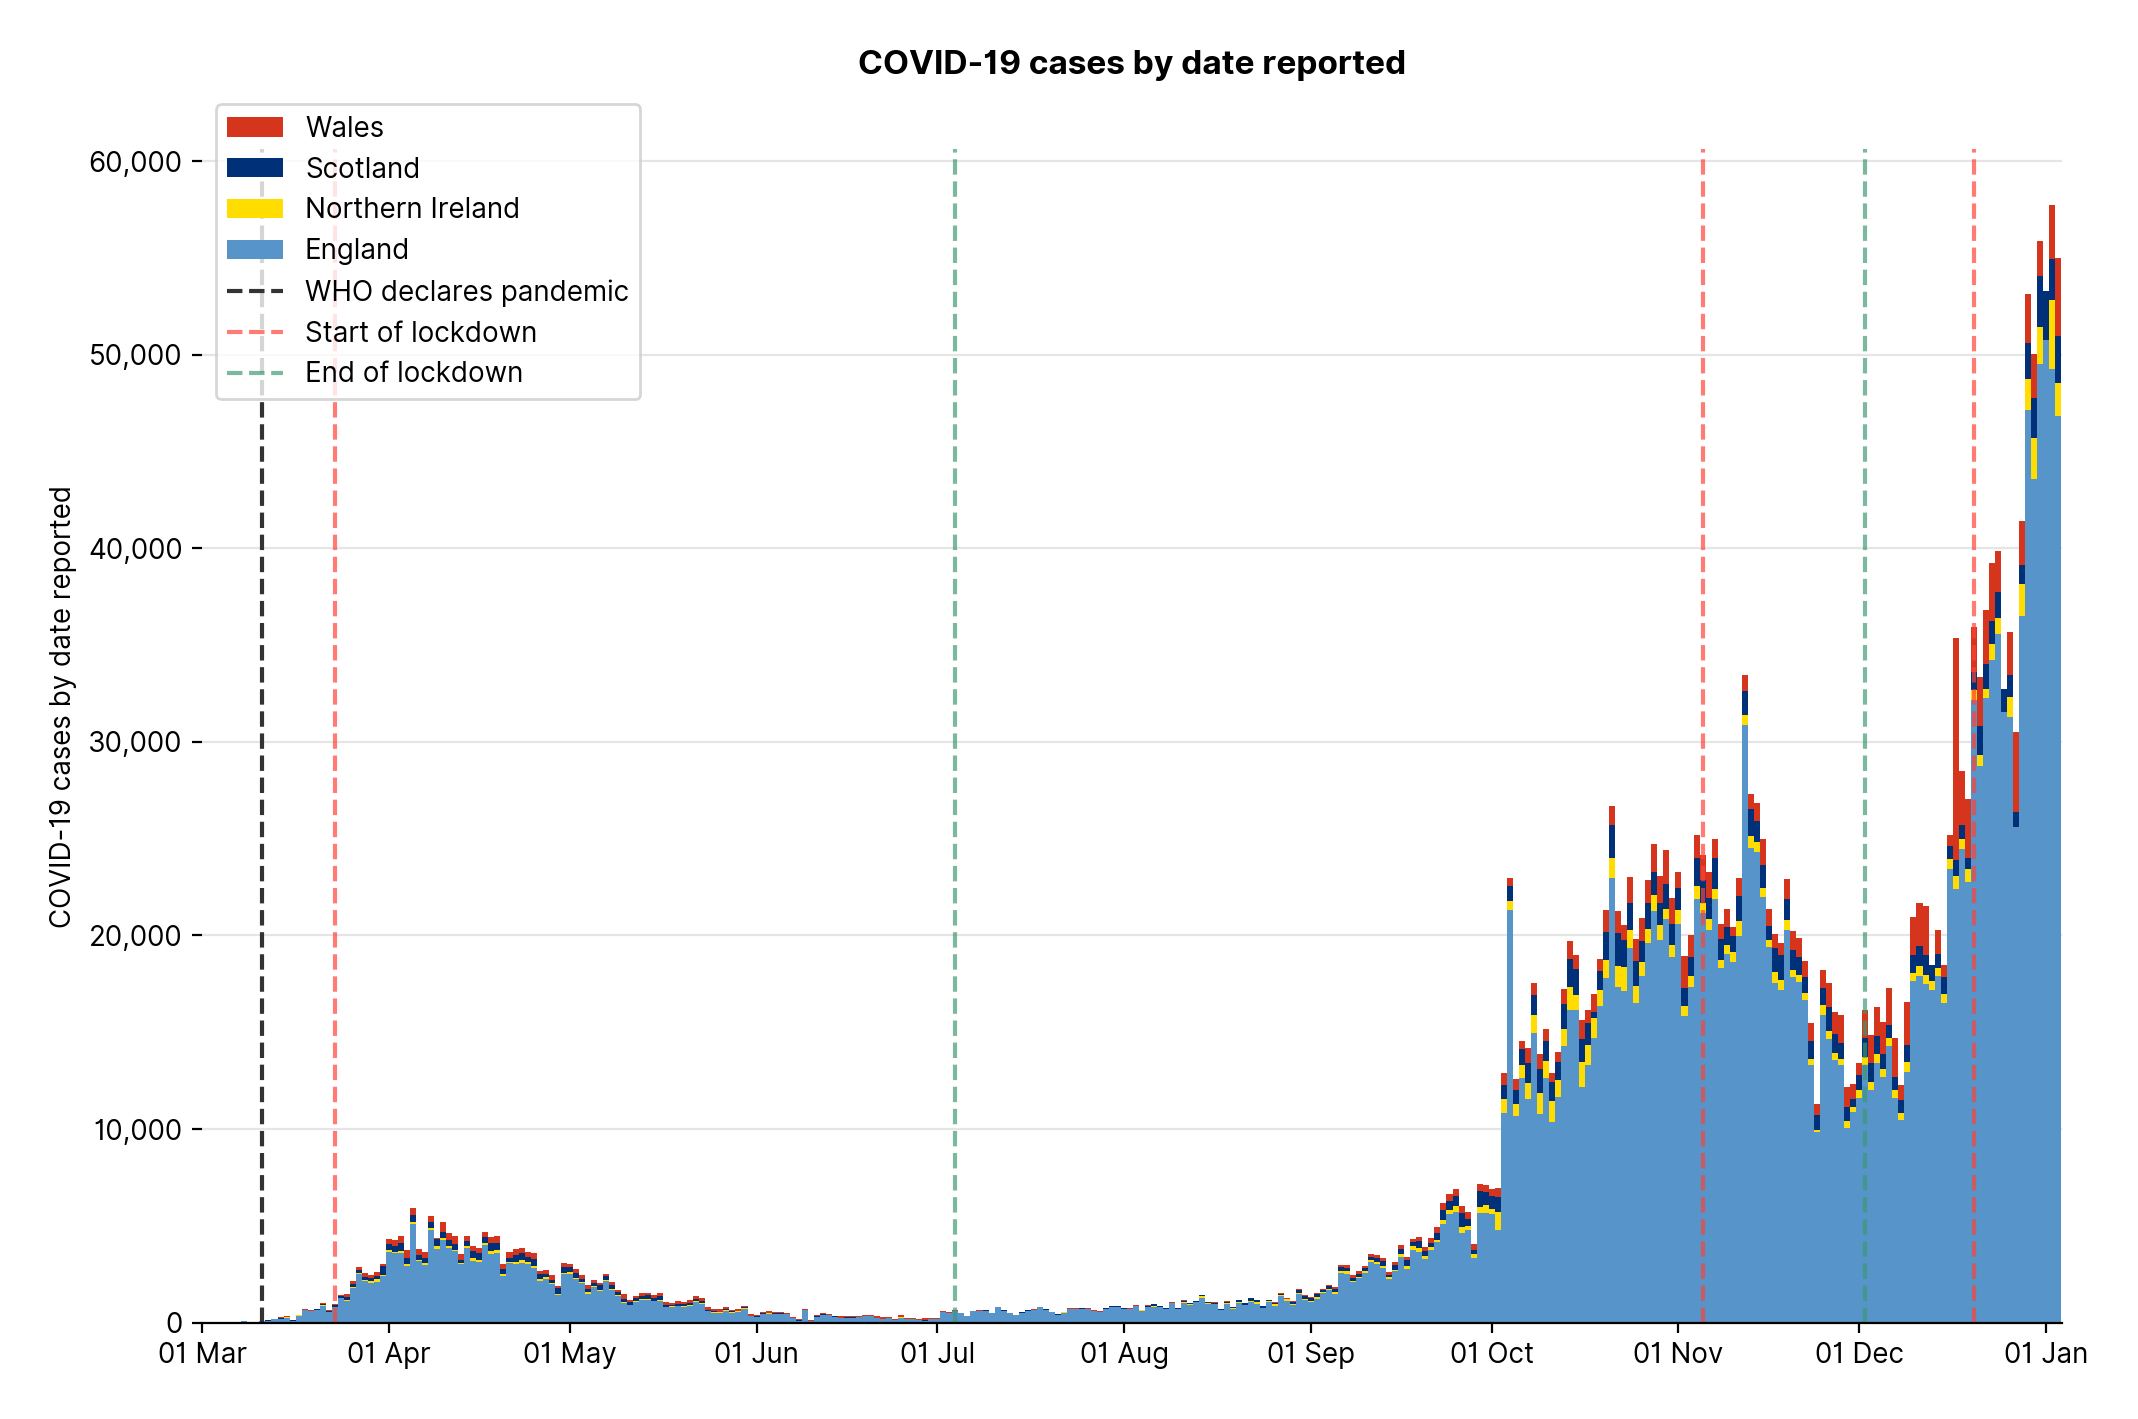 COVID-19 cases by date reported
Wales
Scotland
Northern Ireland
England
WHO declares pandemic
Start of lockdown
End of lockdown
COVID-19 cases by date reported
60,000
50,000
40,000
30,000
20,000
10,000
0
01 Mar
01 Apr
01 May
01 Jun
01 Jul
01 Aug
01 Sep
01 Oct
01 Nov
01 Dec
01 Jan